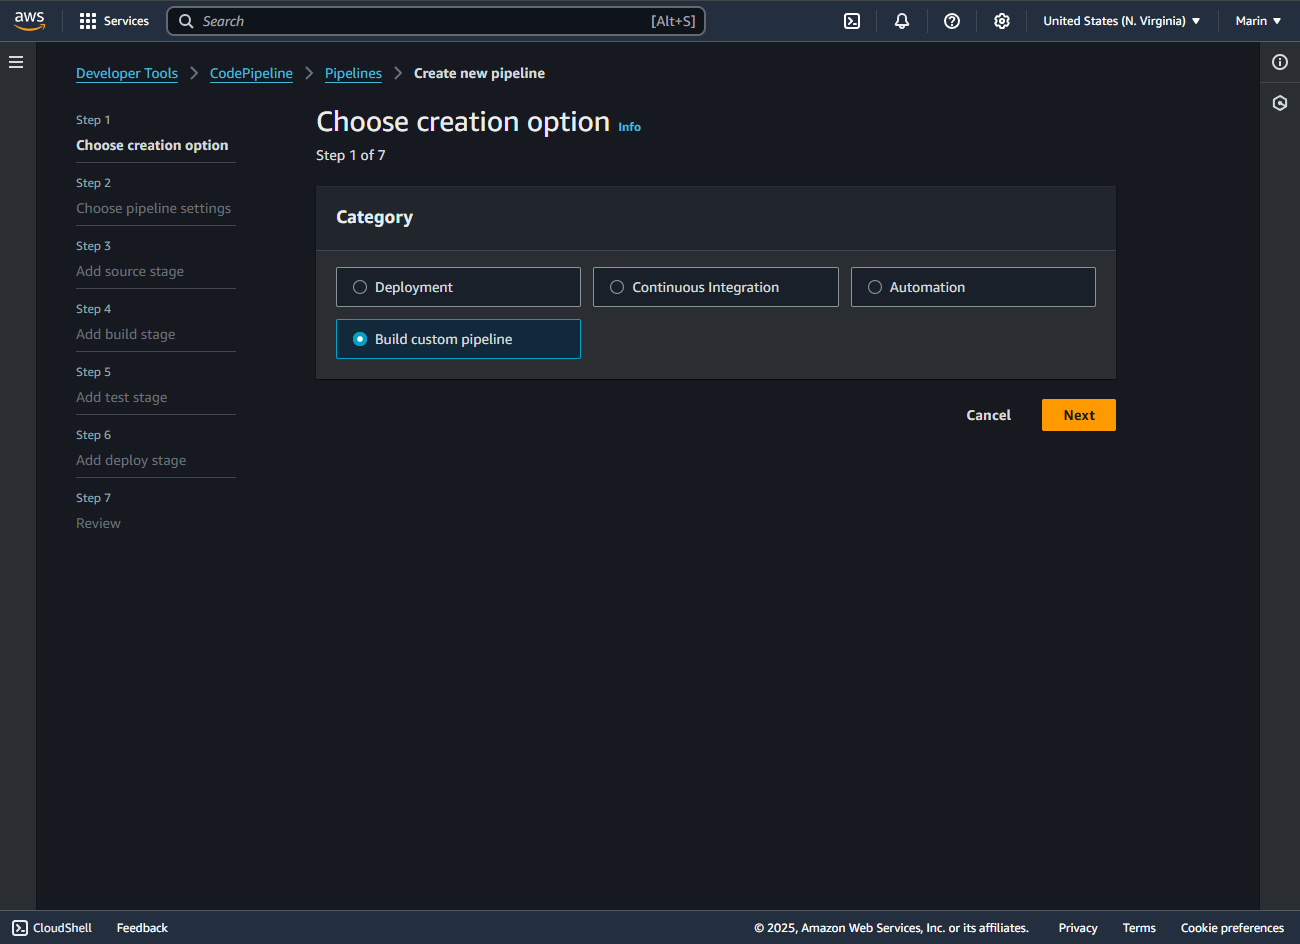 aws Services Search [Alt+S] United States (N. Virginia) Marin
Developer Tools CodePipeline Pipelines Create new pipeline
Step 1
Choose creation option
Step 2
Choose pipeline settings
Step 3
Add source stage
Step 4
Add build stage
Step 5
Add test stage
Step 6
Add deploy stage
Step 7
Review
Choose creation option Info
Step 1 of 7
Category
Deployment Continuous Integration Automation
Build custom pipeline
Cancel Next
CloudShell Feedback © 2025, Amazon Web Services, Inc. or its affiliates. Privacy Terms Cookie preferences